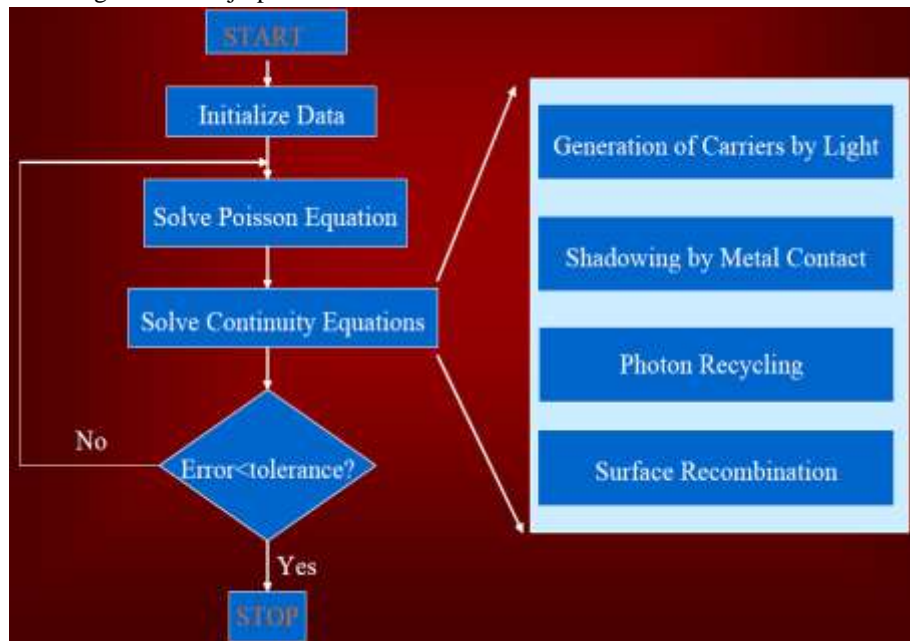 START
Initialize Data
Solve Poisson Equation
Solve Continuity Equations
No
Error<tolerance?
Yes
STOP
Generation of Carriers by Light
Shadowing by Metal Contact
Photon Recycling
Surface Recombination